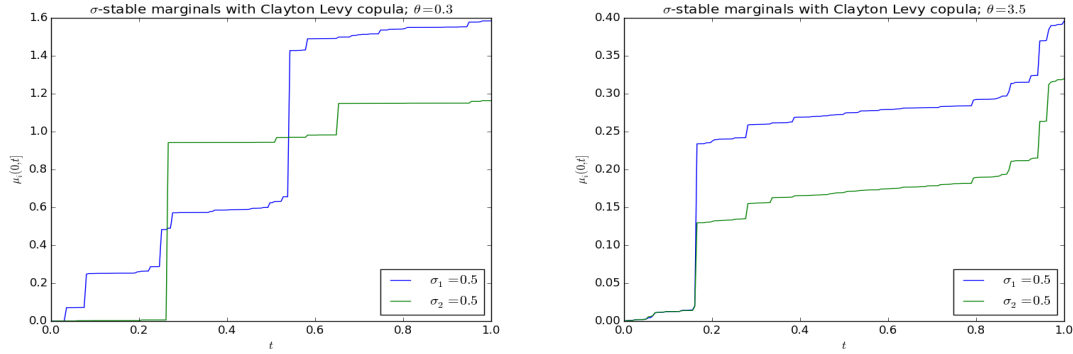 σ-stable marginals with Clayton Levy copula; θ=0.3
1.6
1.4
1.2
1.0
0.8
0.6
0.4
0.2
0.0
μ_i(0,t]
0.0 0.2 0.4 0.6 0.8 1.0
t
σ₁ =0.5
σ₂ =0.5
σ-stable marginals with Clayton Levy copula; θ=3.5
0.40
0.35
0.30
0.25
0.20
0.15
0.10
0.05
0.00
μ_i(0,t]
0.0 0.2 0.4 0.6 0.8 1.0
t
σ₁ =0.5
σ₂ =0.5